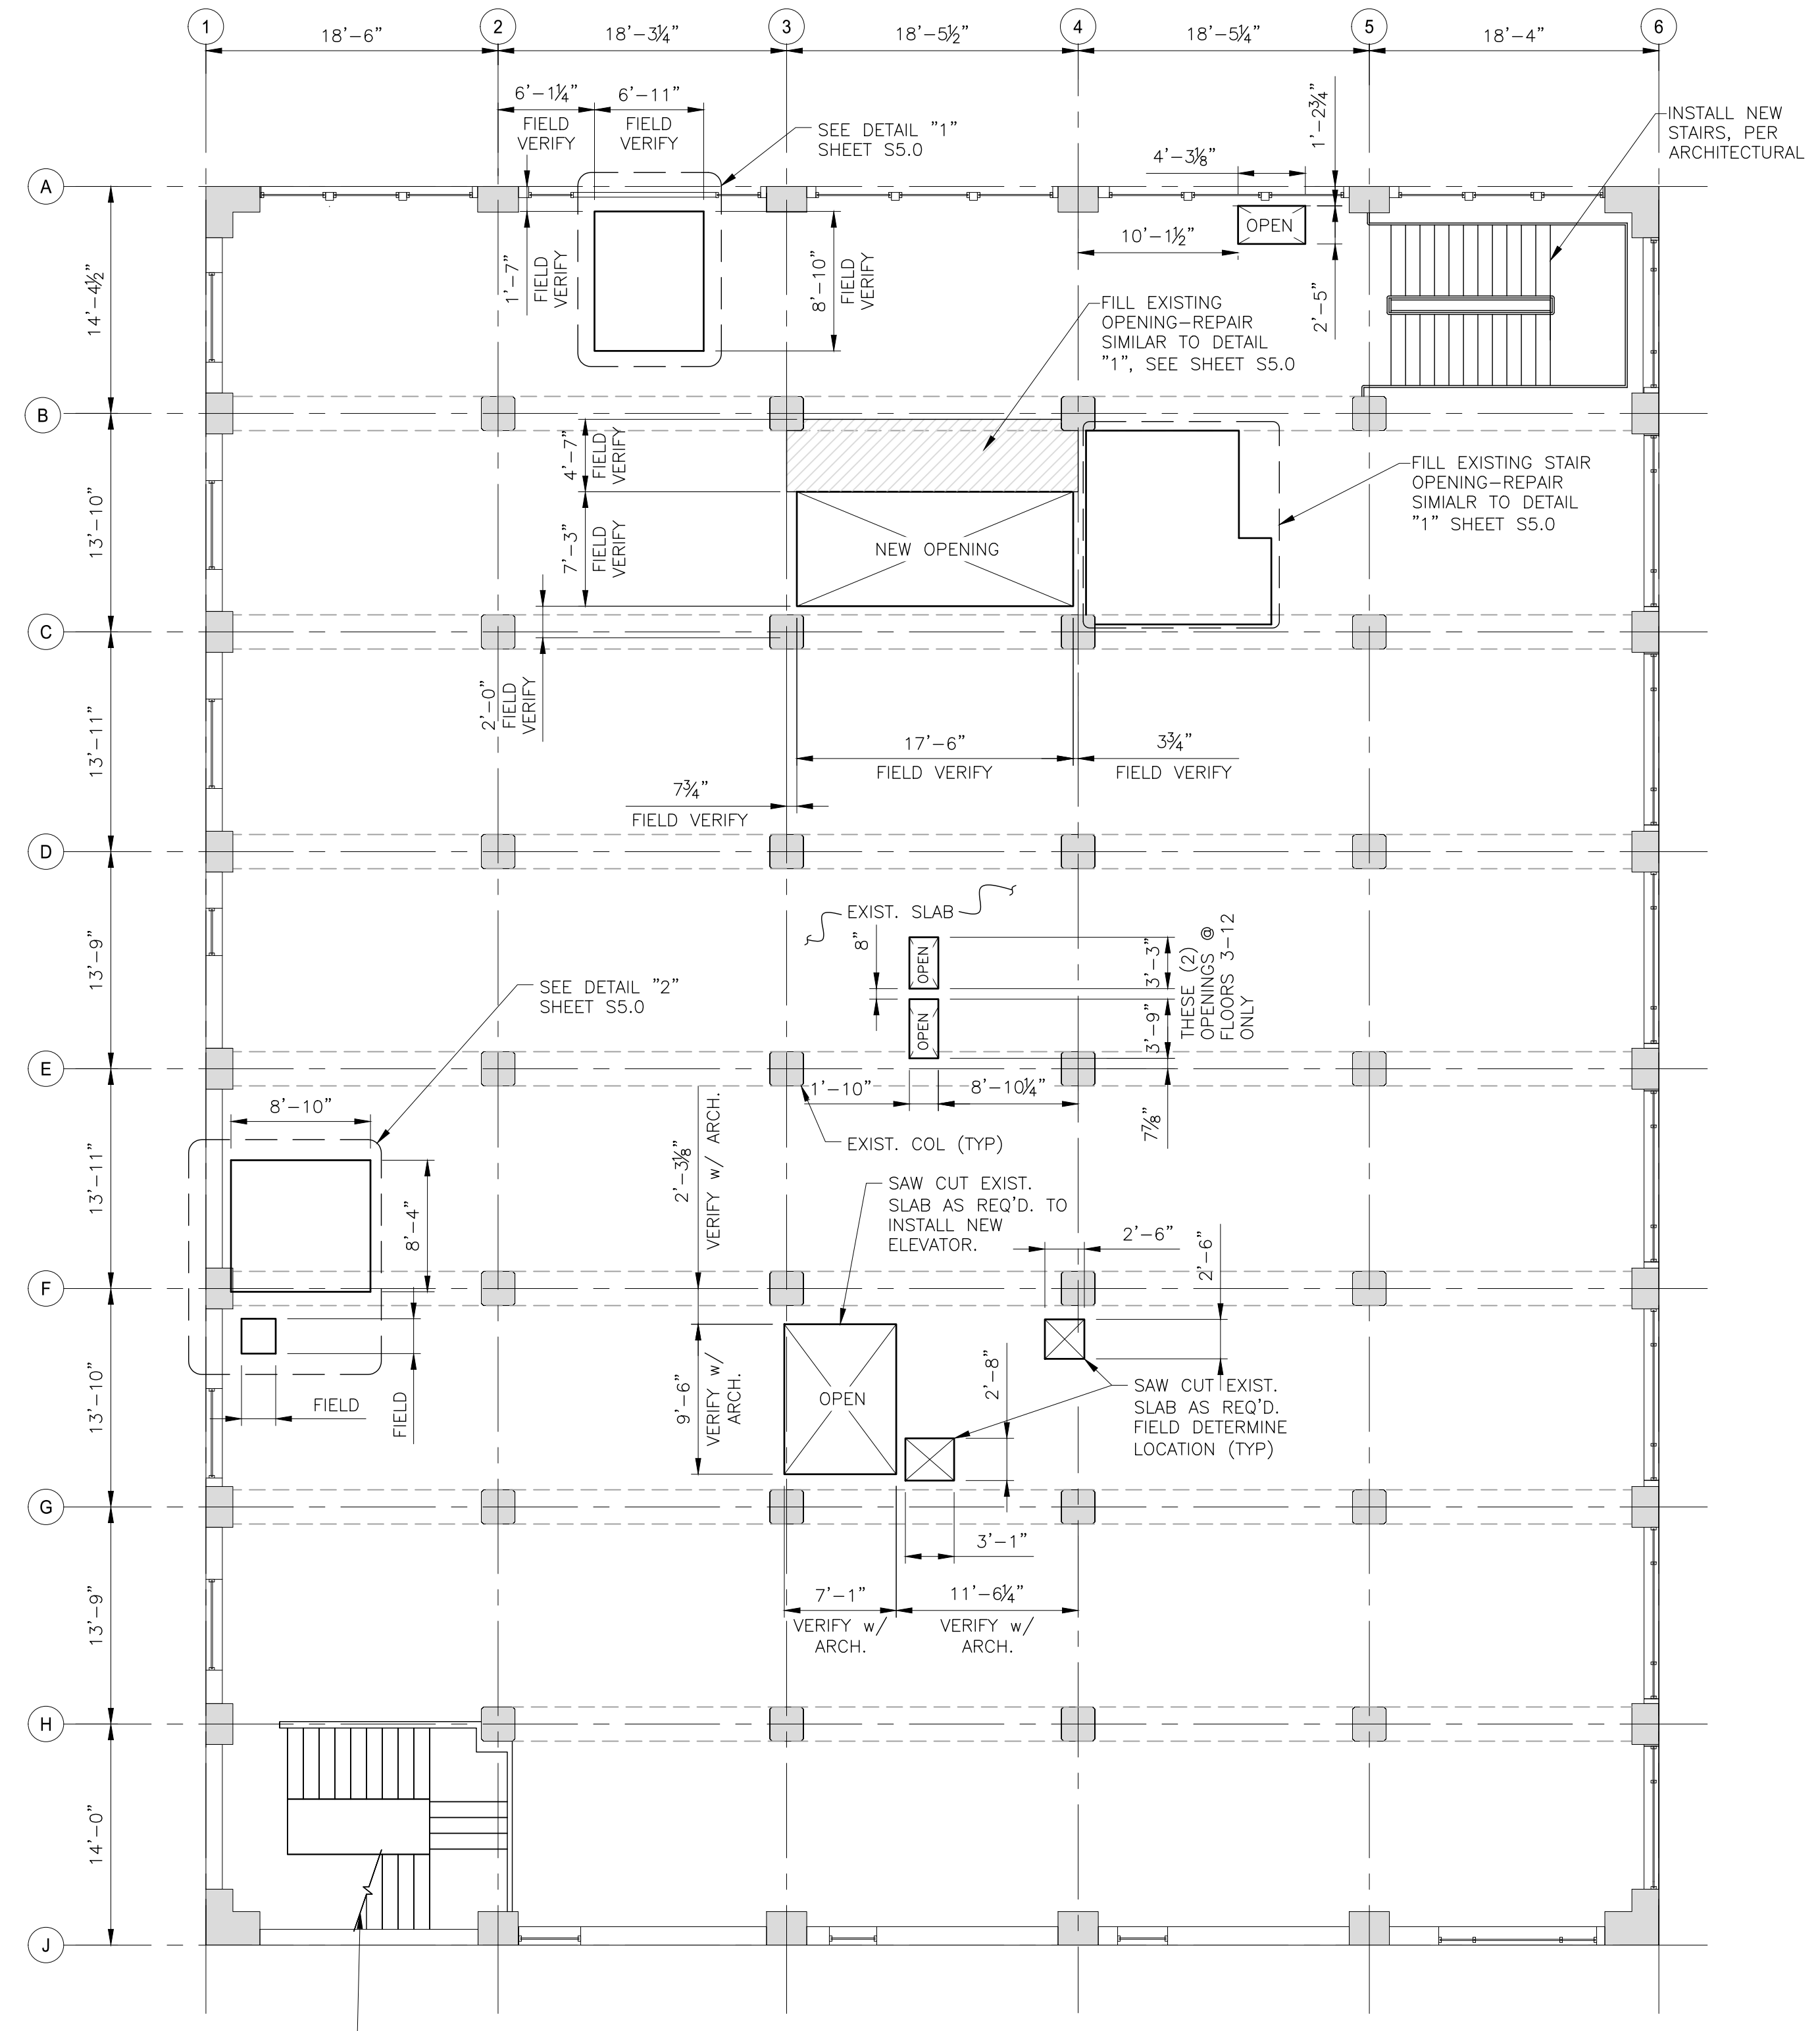 1
2
3
4
5
6
18'-6"
18'-3¼"
18'-5½"
18'-5¼"
18'-4"
6'-1¼"
FIELD
VERIFY
6'-11"
FIELD
VERIFY
SEE DETAIL "1"
SHEET S5.0
4'-3⅛"
1'-2¾"
INSTALL NEW
STAIRS, PER
ARCHITECTURAL
A
OPEN
10'-1½"
2'-5"
1'-7"
FIELD
VERIFY
8'-10"
FIELD
VERIFY
14'-4½"
FILL EXISTING
OPENING-REPAIR
SIMILAR TO DETAIL
"1", SEE SHEET S5.0
B
4'-7"
FIELD
VERIFY
FILL EXISTING STAIR
OPENING-REPAIR
SIMIALR TO DETAIL
"1" SHEET S5.0
13'-10"
7'-3"
FIELD
VERIFY
NEW OPENING
C
2'-0"
FIELD
VERIFY
13'-11"
17'-6"
FIELD VERIFY
3¾"
FIELD VERIFY
7¾"
FIELD VERIFY
D
EXIST. SLAB
8"
OPEN
OPEN
3'-3"
3'-9"
THESE (2)
OPENINGS @
FLOORS 3-12
ONLY
13'-9"
SEE DETAIL "2"
SHEET S5.0
E
1'-10"
8'-10¼"
7⅞"
EXIST. COL (TYP)
8'-10"
2'-3⅛"
VERIFY w/ ARCH.
13'-11"
8'-4"
SAW CUT EXIST.
SLAB AS REQ'D. TO
INSTALL NEW
ELEVATOR.
2'-6"
2'-6"
F
9'-6"
VERIFY w/
ARCH.
OPEN
2'-8"
SAW CUT EXIST.
SLAB AS REQ'D.
FIELD DETERMINE
LOCATION (TYP)
13'-10"
FIELD
FIELD
G
3'-1"
7'-1"
VERIFY w/
ARCH.
11'-6¼"
VERIFY w/
ARCH.
13'-9"
H
14'-0"
J